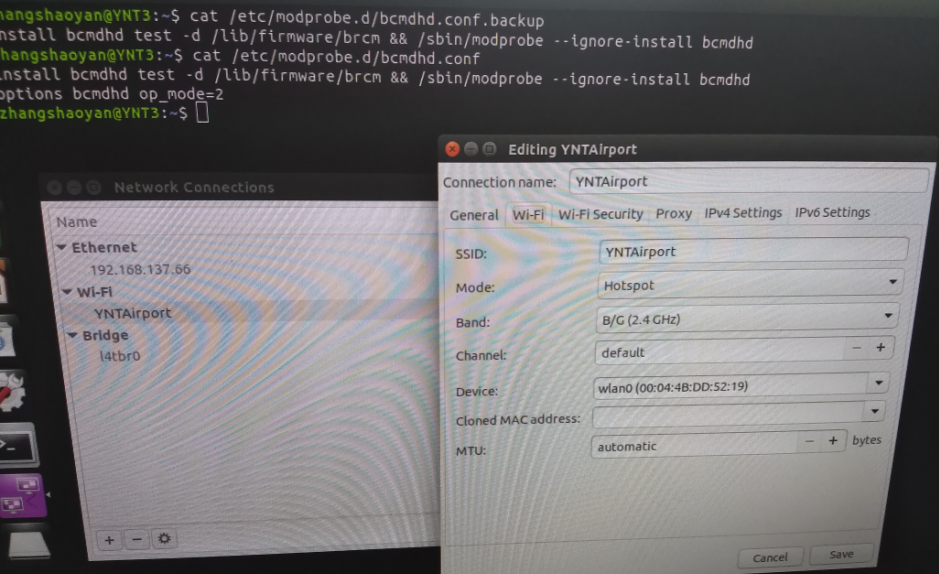 hangshaoyan@YNT3:~$ cat /etc/modprobe.d/bcmdhd.conf.backup
nstall bcmdhd test -d /lib/firmware/brcm && /sbin/modprobe --ignore-install bcmdhd
hangshaoyan@YNT3:~$ cat /etc/modprobe.d/bcmdhd.conf
install bcmdhd test -d /lib/firmware/brcm && /sbin/modprobe --ignore-install bcmdhd
options bcmdhd op_mode=2
zhangshaoyan@YNT3:~$
Network Connections
Name
Ethernet
192.168.137.66
Wi-Fi
YNTAirport
Bridge
l4tbr0
Editing YNTAirport
Connection name: YNTAirport
General Wi-Fi Wi-Fi Security Proxy IPv4 Settings IPv6 Settings
SSID: YNTAirport
Mode: Hotspot
Band: B/G (2.4 GHz)
Channel: default − +
Device: wlan0 (00:04:4B:DD:52:19)
Cloned MAC address:
MTU: automatic − + bytes
Cancel Save